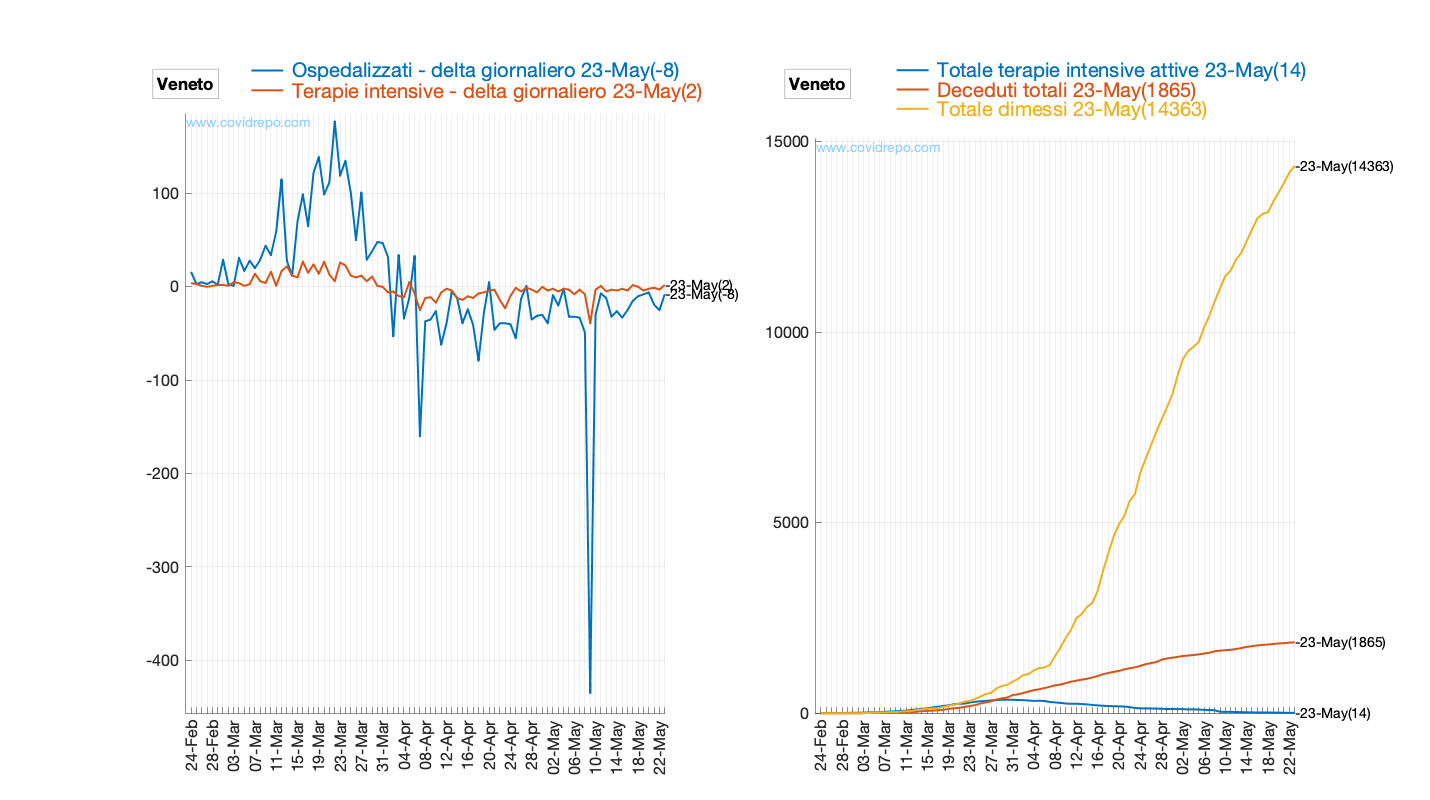 Veneto
Ospedalizzati - delta giornaliero 23-May(-8)
Terapie intensive - delta giornaliero 23-May(2)
www.covidrepo.com
100
0
-100
-200
-300
-400
-23-May(2)
-23-May(-8)
24-Feb
28-Feb
03-Mar
07-Mar
11-Mar
15-Mar
19-Mar
23-Mar
27-Mar
31-Mar
04-Apr
08-Apr
12-Apr
16-Apr
20-Apr
24-Apr
28-Apr
02-May
06-May
10-May
14-May
18-May
22-May
Veneto
Totale terapie intensive attive 23-May(14)
Deceduti totali 23-May(1865)
Totale dimessi 23-May(14363)
www.covidrepo.com
15000
10000
5000
0
-23-May(14363)
-23-May(1865)
-23-May(14)
24-Feb
28-Feb
03-Mar
07-Mar
11-Mar
15-Mar
19-Mar
23-Mar
27-Mar
31-Mar
04-Apr
08-Apr
12-Apr
16-Apr
20-Apr
24-Apr
28-Apr
02-May
06-May
10-May
14-May
18-May
22-May